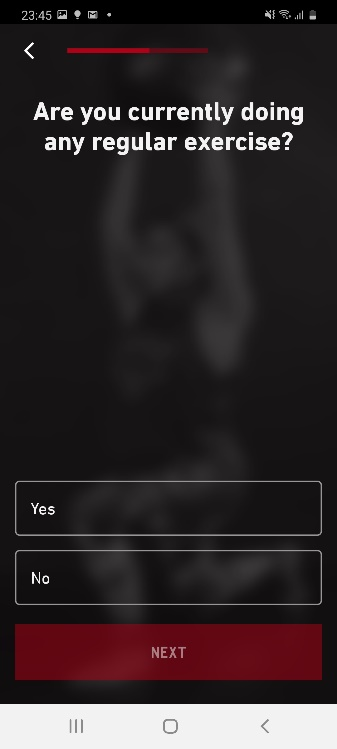 23:45
Are you currently doing
any regular exercise?
Yes
No
NEXT